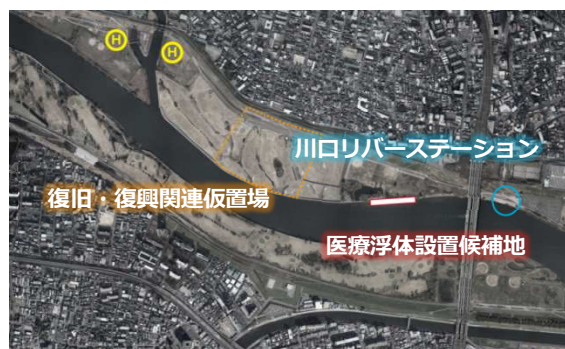 H
H
川口リバーステーション
復旧・復興関連仮置場
医療浮体設置候補地